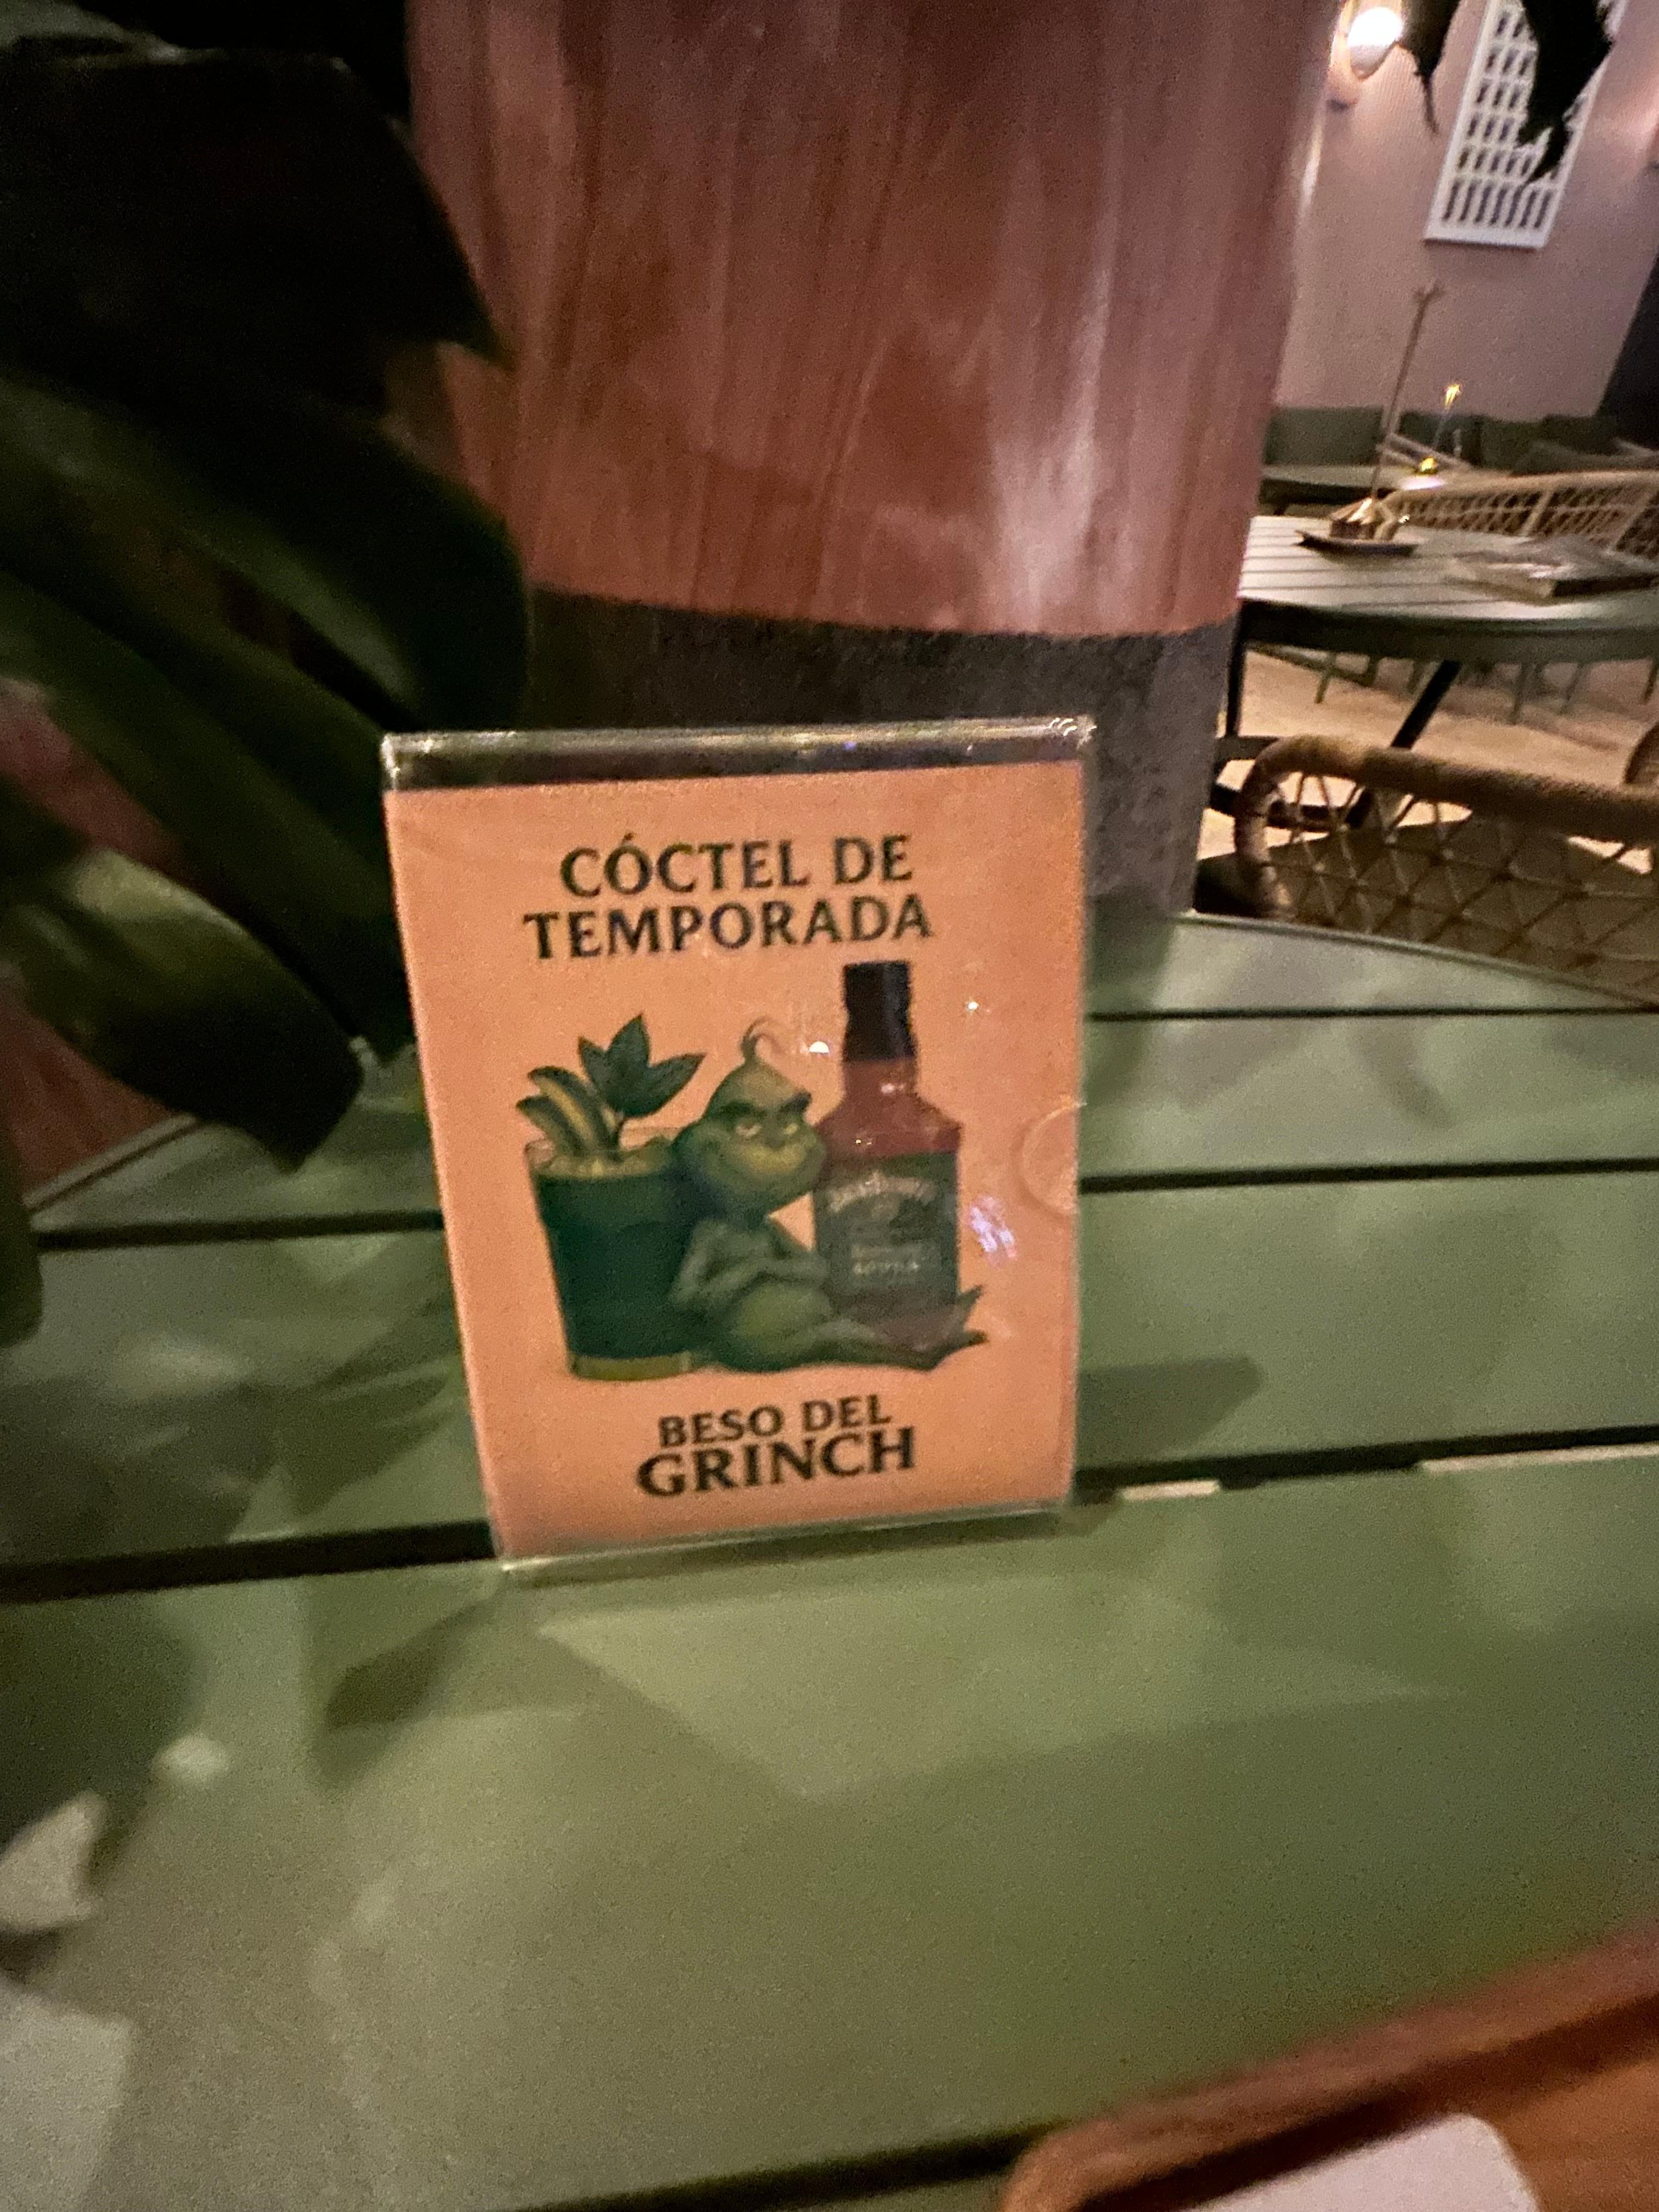 CÓCTEL DE
TEMPORADA
BESO DEL
GRINCH